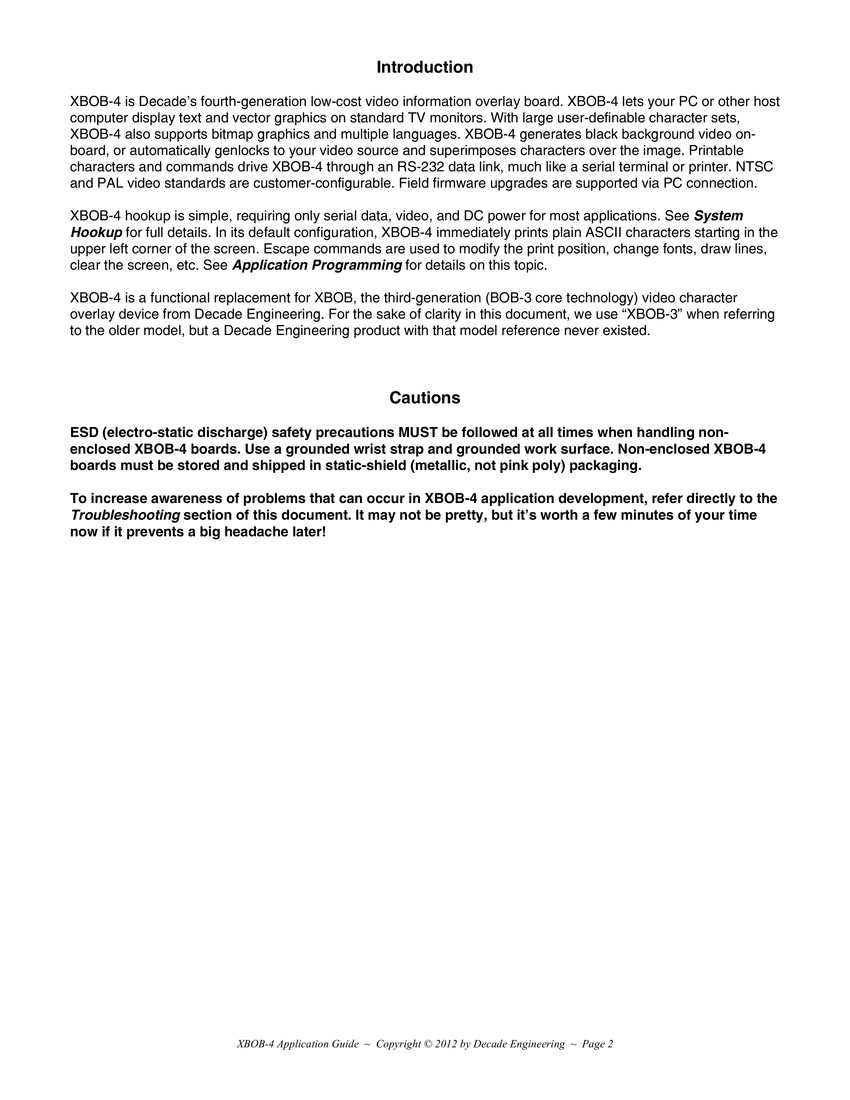 Introduction
XBOB-4 is Decade’s fourth-generation low-cost video information overlay board. XBOB-4 lets your PC or other host
computer display text and vector graphics on standard TV monitors. With large user-definable character sets,
XBOB-4 also supports bitmap graphics and multiple languages. XBOB-4 generates black background video on-
board, or automatically genlocks to your video source and superimposes characters over the image. Printable
characters and commands drive XBOB-4 through an RS-232 data link, much like a serial terminal or printer. NTSC
and PAL video standards are customer-configurable. Field firmware upgrades are supported via PC connection.
XBOB-4 hookup is simple, requiring only serial data, video, and DC power for most applications. See System
Hookup for full details. In its default configuration, XBOB-4 immediately prints plain ASCII characters starting in the
upper left corner of the screen. Escape commands are used to modify the print position, change fonts, draw lines,
clear the screen, etc. See Application Programming for details on this topic.
XBOB-4 is a functional replacement for XBOB, the third-generation (BOB-3 core technology) video character
overlay device from Decade Engineering. For the sake of clarity in this document, we use “XBOB-3” when referring
to the older model, but a Decade Engineering product with that model reference never existed.
Cautions
ESD (electro-static discharge) safety precautions MUST be followed at all times when handling non-
enclosed XBOB-4 boards. Use a grounded wrist strap and grounded work surface. Non-enclosed XBOB-4
boards must be stored and shipped in static-shield (metallic, not pink poly) packaging.
To increase awareness of problems that can occur in XBOB-4 application development, refer directly to the
Troubleshooting section of this document. It may not be pretty, but it’s worth a few minutes of your time
now if it prevents a big headache later!
XBOB-4 Application Guide ~ Copyright © 2012 by Decade Engineering ~ Page 2